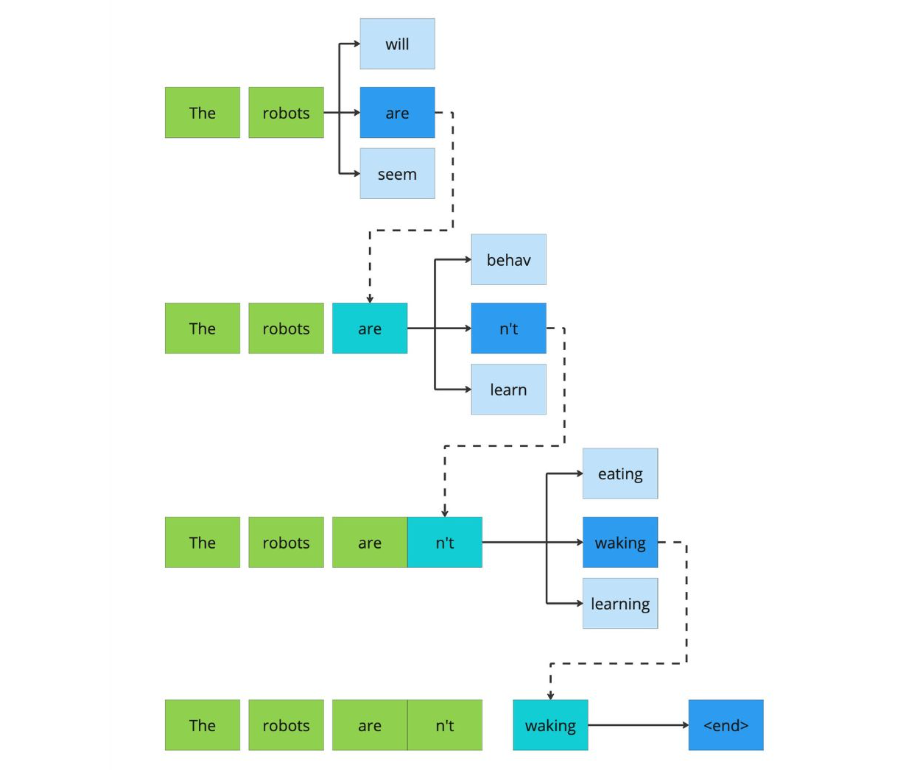 will
The robots are
seem
behav
The robots are n't
learn
eating
The robots are n't waking
learning
The robots are n't waking <end>